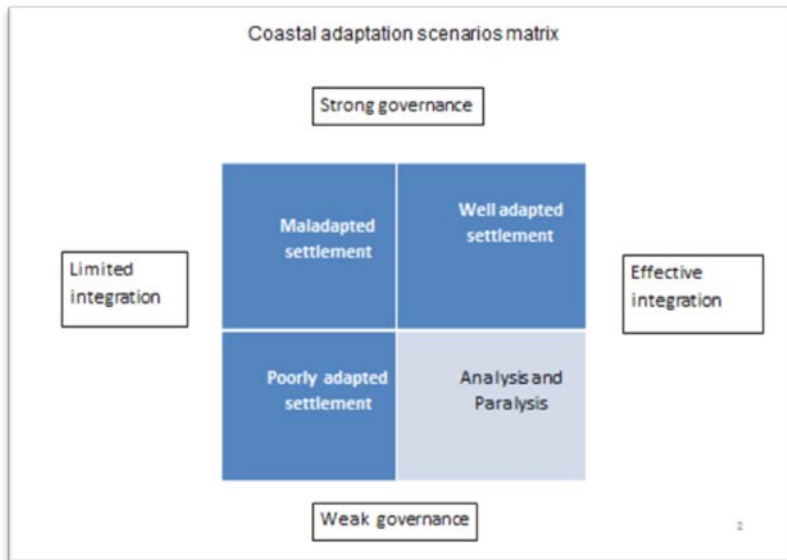 Coastal adaptation scenarios matrix
Strong governance
Maladapted
settlement
Well adapted
settlement
Limited
integration
Effective
integration
Poorly adapted
settlement
Analysis and
Paralysis
Weak governance
2